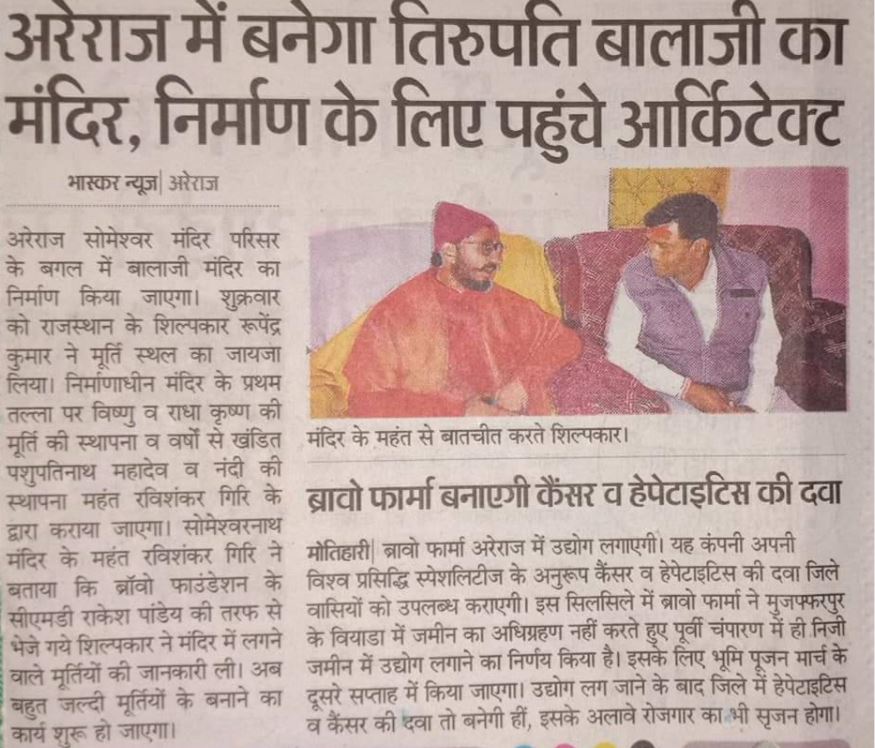 अरेराज में बनेगा तिरुपति बालाजी का
मंदिर, निर्माण के लिए पहुंचे आर्किटेक्ट
भास्कर न्यूज| अरेराज
अरेराज सोमेश्वर मंदिर परिसर
के बगल में बालाजी मंदिर का
निर्माण किया जाएगा। शुक्रवार
को राजस्थान के शिल्पकार रूपेंद्र
कुमार ने मूर्ति स्थल का जायजा
लिया। निर्माणाधीन मंदिर के प्रथम
तल्ला पर विष्णु व राधा कृष्ण की
मूर्ति की स्थापना व वर्षों से खंडित
पशुपतिनाथ महादेव व नंदी की
स्थापना महंत रविशंकर गिरि के
द्वारा कराया जाएगा। सोमेश्वरनाथ
मंदिर के महंत रविशंकर गिरि ने
बताया कि ब्रॉवो फाउंडेशन के
सीएमडी राकेश पांडेय की तरफ से
भेजे गये शिल्पकार ने मंदिर में लगने
वाले मूर्तियों की जानकारी ली। अब
बहुत जल्दी मूर्तियों के बनाने का
कार्य शुरू हो जाएगा।
मंदिर के महंत से बातचीत करते शिल्पकार।
ब्रावो फार्मा बनाएगी कैंसर व हेपेटाइटिस की दवा
मोतिहारी| ब्रावो फार्मा अरेराज में उद्योग लगाएगी। यह कंपनी अपनी
विश्व प्रसिद्धि स्पेशलिटीज के अनुरूप कैंसर व हेपेटाइटिस की दवा जिले
वासियों को उपलब्ध कराएगी। इस सिलसिले में ब्रावो फार्मा ने मुजफ्फरपुर
के वियाडा में जमीन का अधिग्रहण नहीं करते हुए पूर्वी चंपारण में ही निजी
जमीन में उद्योग लगाने का निर्णय किया है। इसके लिए भूमि पूजन मार्च के
दूसरे सप्ताह में किया जाएगा। उद्योग लग जाने के बाद जिले में हेपेटाइटिस
व कैंसर की दवा तो बनेगी हीं, इसके अलावे रोजगार का भी सृजन होगा।